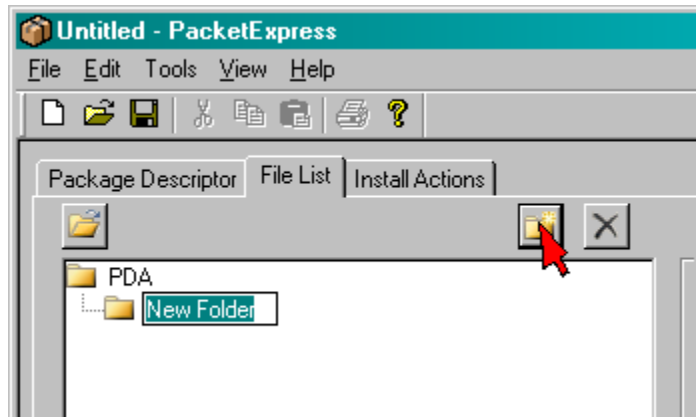 Untitled - PacketExpress
File Edit Tools View Help
Package Descriptor File List Install Actions
PDA
New Folder